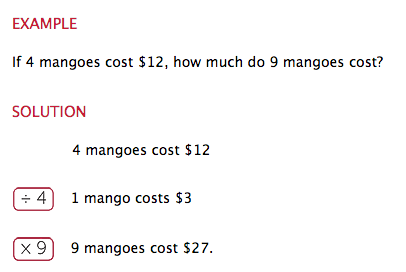 EXAMPLE
If 4 mangoes cost $12, how much do 9 mangoes cost?
SOLUTION
4 mangoes cost $12
÷ 4 1 mango costs $3
× 9 9 mangoes cost $27.